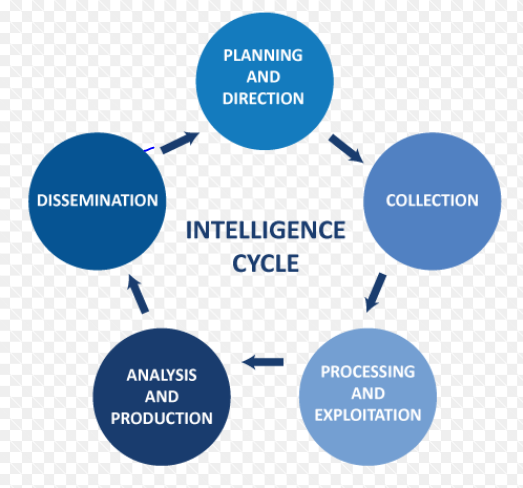 PLANNING
AND
DIRECTION
DISSEMINATION
COLLECTION
INTELLIGENCE
CYCLE
ANALYSIS
AND
PRODUCTION
PROCESSING
AND
EXPLOITATION